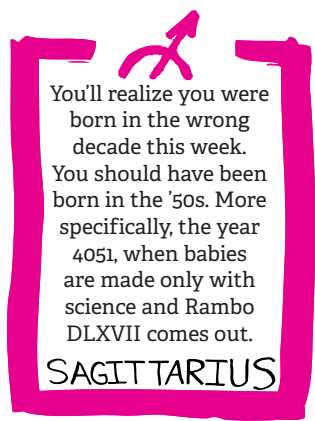 You'll realize you were
born in the wrong
decade this week.
You should have been
born in the '50s. More
specifically, the year
4051, when babies
are made only with
science and Rambo
DLXVII comes out.
SAGITTARIUS